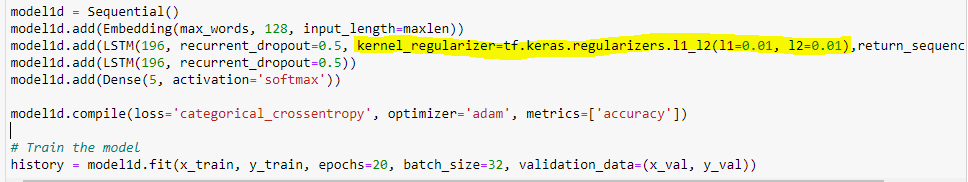 model1d = Sequential()
model1d.add(Embedding(max_words, 128, input_length=maxlen))
model1d.add(LSTM(196, recurrent_dropout=0.5, kernel_regularizer=tf.keras.regularizers.l1_l2(l1=0.01, l2=0.01),return_sequenc
model1d.add(LSTM(196, recurrent_dropout=0.5))
model1d.add(Dense(5, activation='softmax'))
model1d.compile(loss='categorical_crossentropy', optimizer='adam', metrics=['accuracy'])
# Train the model
history = model1d.fit(x_train, y_train, epochs=20, batch_size=32, validation_data=(x_val, y_val))